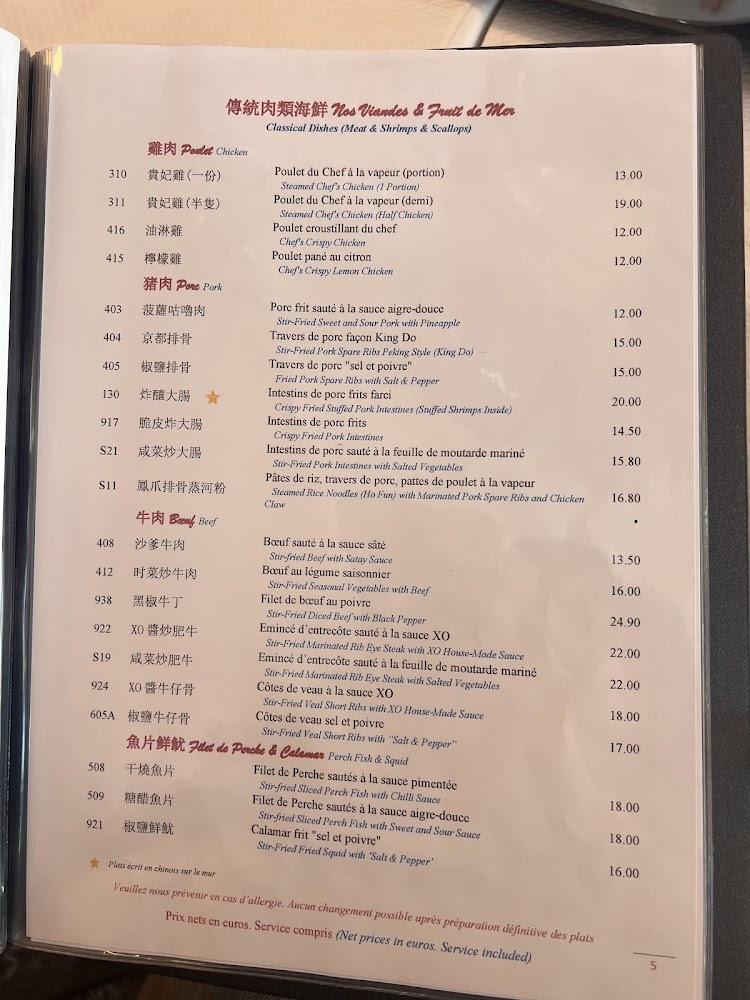 傳統肉類海鮮 Nos Viandes & Fruit de Mer
Classical Dishes (Meat & Shrimps & Scallops)
雞肉 Poulet Chicken
310 貴妃雞(一份) Poulet du Chef à la vapeur (portion) 13.00
Steamed Chef's Chicken (1 Portion)
311 貴妃雞(半隻) Poulet du Chef à la vapeur (demi) 19.00
Steamed Chef's Chicken (Half Chicken)
416 油淋雞 Poulet croustillant du chef 12.00
Chef's Crispy Chicken
415 檸檬雞 Poulet pané au citron 12.00
Chef's Crispy Lemon Chicken
豬肉 Porc Pork
403 菠蘿咕嚕肉 Porc frit sauté à la sauce aigre-douce 12.00
Stir-Fried Sweet and Sour Pork with Pineapple
404 京都排骨 Travers de porc façon King Do 15.00
Stir-Fried Pork Spare Ribs Peking Style (King Do)
405 椒鹽排骨 Travers de porc "sel et poivre" 15.00
Fried Pork Spare Ribs with Salt & Pepper
130 炸釀大腸 Intestins de porc frits farci 20.00
Crispy Fried Stuffed Pork Intestines (Stuffed Shrimps Inside)
917 脆皮炸大腸 Intestins de porc frits 14.50
Crispy Fried Pork Intestines
S21 咸菜炒大腸 Intestins de porc sauté à la feuille de moutarde mariné 15.80
Stir-Fried Pork Intestines with Salted Vegetables
S11 鳳爪排骨蒸河粉 Pâtes de riz, travers de porc, pattes de poulet à la vapeur 16.80
Steamed Rice Noodles (Ho Fun) with Marinated Pork Spare Ribs and Chicken
Claw
牛肉 Bœuf Beef
408 沙爹牛肉 Bœuf sauté à la sauce sâté 13.50
Stir-fried Beef with Satay Sauce
412 时菜炒牛肉 Bœuf au légume saisonnier 16.00
Stir-Fried Seasonal Vegetables with Beef
938 黑椒牛丁 Filet de bœuf au poivre 24.90
Stir-Fried Diced Beef with Black Pepper
922 XO 醬炒肥牛 Emincé d'entrecôte sauté à la sauce XO 22.00
Stir-Fried Marinated Rib Eye Steak with XO House-Made Sauce
S19 咸菜炒肥牛 Emincé d'entrecôte sauté à la feuille de moutarde mariné 22.00
Stir-Fried Marinated Rib Eye Steak with Salted Vegetables
924 XO 醬牛仔骨 Côtes de veau à la sauce XO 18.00
Stir-Fried Veal Short Ribs with XO House-Made Sauce
605A 椒鹽牛仔骨 Côtes de veau sel et poivre 17.00
Stir-Fried Veal Short Ribs with "Salt & Pepper"
魚片鮮魷 Filet de Perche & Calamar Perch Fish & Squid
508 干燒魚片 Filet de Perche sautés à la sauce pimentée 18.00
Stir-fried Sliced Perch Fish with Chilli Sauce
509 糖醋魚片 Filet de Perche sautés à la sauce aigre-douce 18.00
Stir-fried Sliced Perch Fish with Sweet and Sour Sauce
921 椒鹽鮮魷 Calamar frit "sel et poivre" 16.00
Stir-Fried Fried Squid with 'Salt & Pepper'
Plats écrit en chinois sur le mur
Veuillez nous prévenir en cas d'allergie. Aucun changement possible après préparation définitive des plats
Prix nets en euros. Service compris (Net prices in euros. Service included)
5